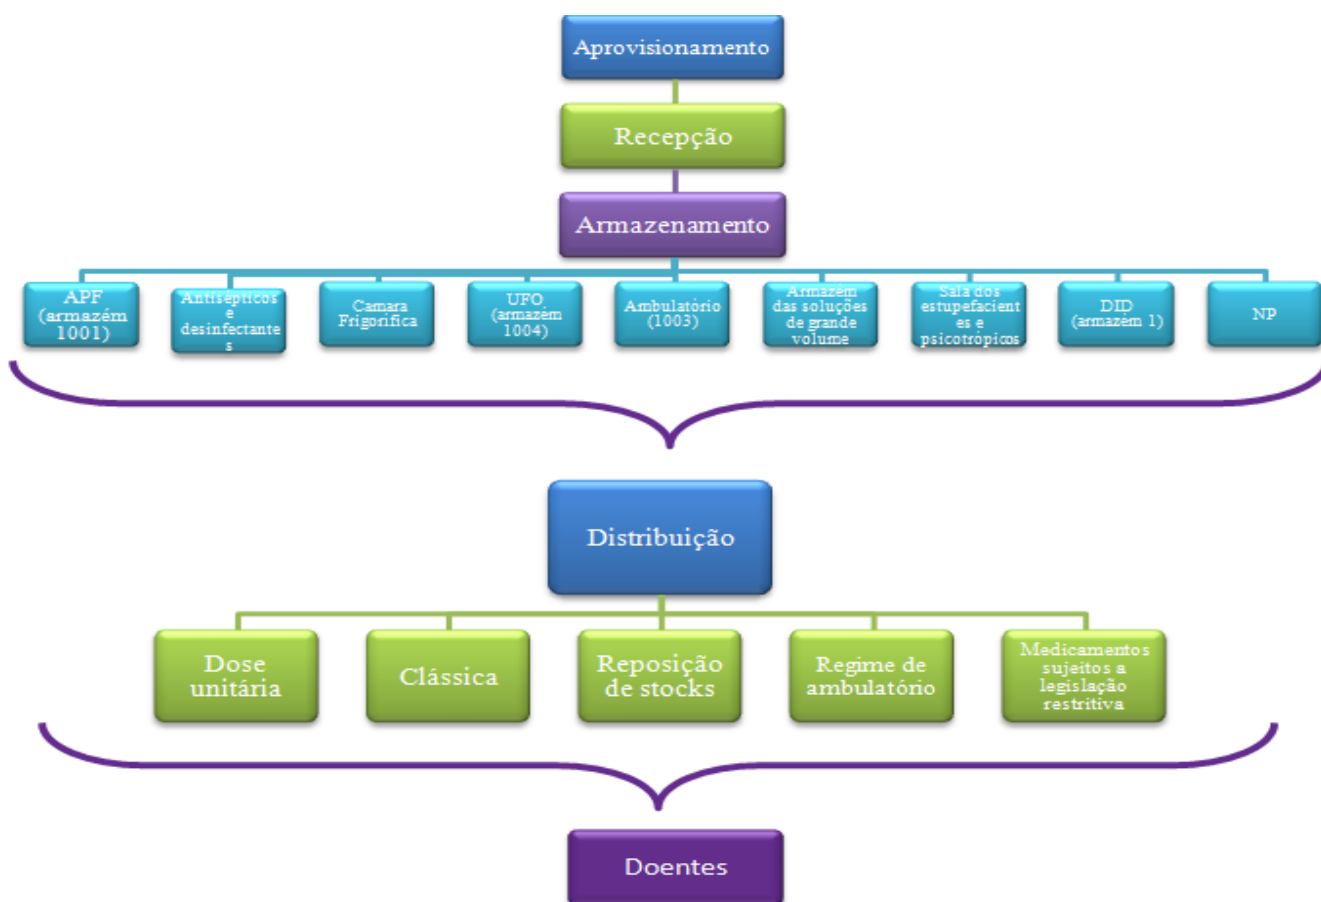 Aprovisionamento
Recepção
Armazenamento
APF
(armazém
1001)
Antisépticos
e
desinfectante
s
Camara
Frigorífica
UFO
(armazém
1004)
Ambulatório
(1003)
Armazém
das soluções
de grande
volume
Sala dos
estupefacient
es e
psicotrópicos
DID
(armazém 1)
NP
Distribuição
Dose
unitária
Clássica
Reposição
de stocks
Regime de
ambulatório
Medicamentos
sujeitos a
legislação
restritiva
Doentes